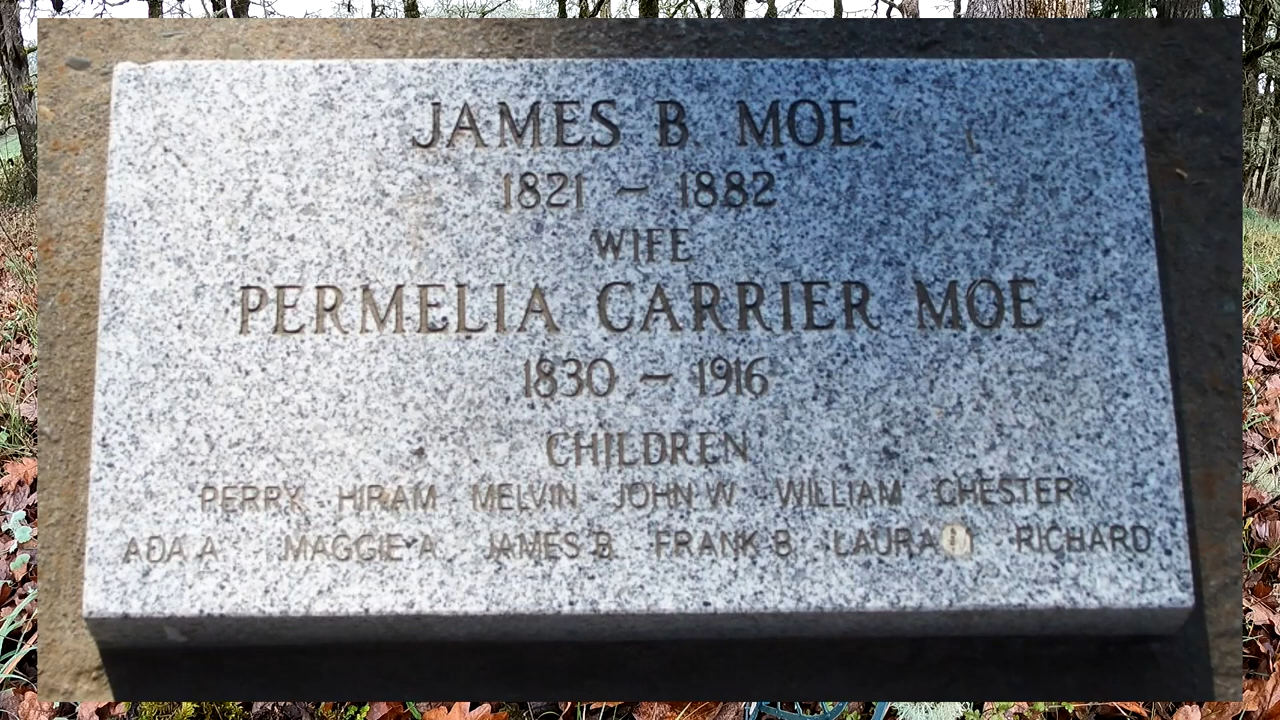 JAMES B MOE
1821 – 1882
WIFE
PERMELIA CARRIER MOE
1830 – 1916
CHILDREN
PERRY HIRAM MELVIN JOHN W. WILLIAM CHESTER
ADA A. MAGGIE A. JAMES B. FRANK B. LAURA RICHARD